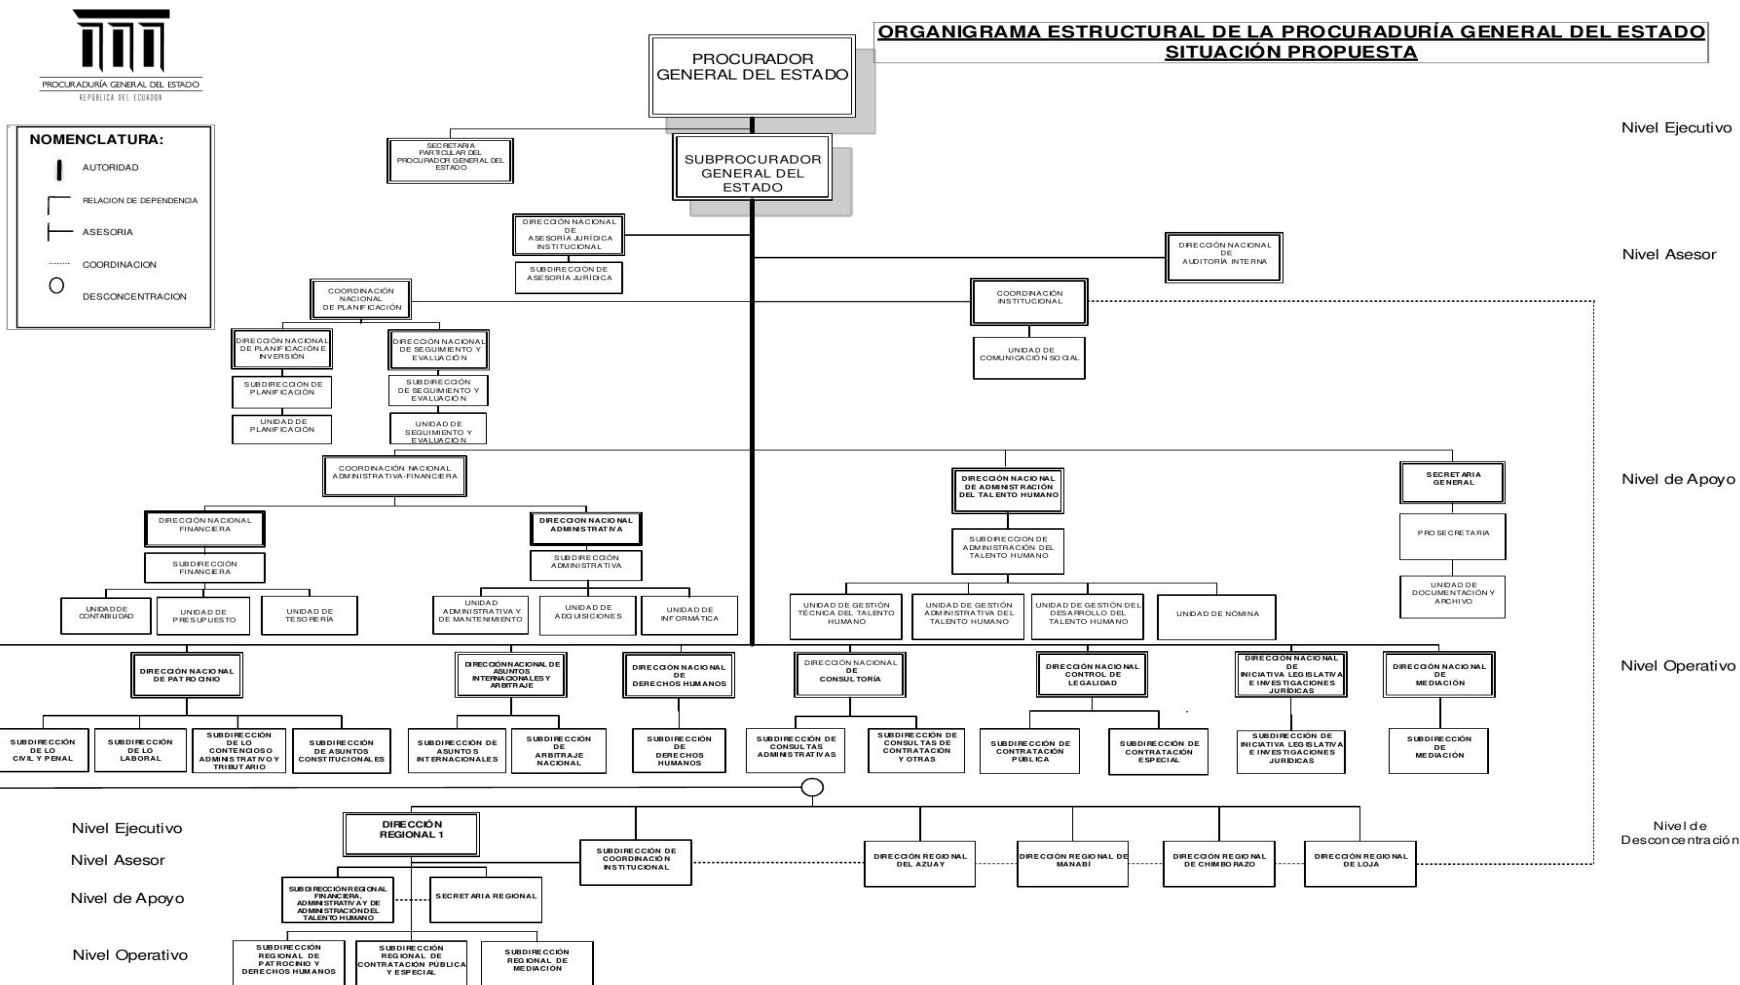 PROCURADURÍA GENERAL DEL ESTADO
REPÚBLICA DEL ECUADOR
ORGANIGRAMA ESTRUCTURAL DE LA PROCURADURÍA GENERAL DEL ESTADO
SITUACIÓN PROPUESTA
PROCURADOR
GENERAL DEL ESTADO
Nivel Ejecutivo
NOMENCLATURA:
AUTORIDAD
RELACION DE DEPENDENCIA
ASESORIA
COORDINACION
DESCONCENTRACION
SECRETARIA
PARTICULAR DEL
PROCURADOR GENERAL DEL
ESTADO
SUBPROCURADOR
GENERAL DEL
ESTADO
DIRECCIÓN NACIONAL
DE
ASESORÍA JURÍDICA
INSTITUCIONAL
SUBDIRECCIÓN DE
ASESORÍA JURÍDICA
DIRECCIÓN NACIONAL
DE
AUDITORÍA INTERNA
Nivel Asesor
COORDINACIÓN
NACIONAL
DE PLANIFICACIÓN
COORDINACIÓN
INSTITUCIONAL
UNIDAD DE
COMUNICACIÓN SOCIAL
DIRECCIÓN NACIONAL
DE PLANIFICACIÓN E
INVERSIÓN
DIRECCIÓN NACIONAL
DE SEGUIMIENTO Y
EVALUACIÓN
SUBDIRECCIÓN DE
PLANIFICACIÓN
SUBDIRECCIÓN
DE SEGUIMIENTO Y
EVALUACIÓN
UNIDAD DE
PLANIFICACIÓN
UNIDAD DE
SEGUIMIENTO Y
EVALUACIÓN
COORDINACIÓN NACIONAL
ADMINISTRATIVA-FINANCIERA
DIRECCIÓN NACIONAL
DE ADMINISTRACIÓN
DEL TALENTO HUMANO
SECRETARIA
GENERAL
Nivel de Apoyo
DIRECCIÓN NACIONAL
FINANCIERA
DIRECCION NACIONAL
ADMINISTRATIVA
SUBDIRECCION DE
ADMINISTRACIÓN DEL
TALENTO HUMANO
PROSECRETARIA
SUBDIRECCIÓN
FINANCIERA
SUBDIRECCIÓN
ADMINISTRATIVA
UNIDAD DE
DOCUMENTACIÓN Y
ARCHIVO
UNIDAD DE
CONTABILIDAD
UNIDAD DE
PRESUPUESTO
UNIDAD DE
TESORERÍA
UNIDAD
ADMINISTRATIVA Y
DE MANTENIMIENTO
UNIDAD DE
ADQUISICIONES
UNIDAD DE
INFORMÁTICA
UNIDAD DE GESTIÓN
TÉCNICA DEL TALENTO
HUMANO
UNIDAD DE GESTIÓN
ADMINISTRATIVA DEL
TALENTO HUMANO
UNIDAD DE GESTIÓN DEL
DESARROLLO DEL
TALENTO HUMANO
UNIDAD DE NÓMINA
DIRECCIÓN NACIONAL
DE PATROCINIO
DIRECCIÓN NACIONAL DE
ASUNTOS
INTERNACIONALES Y
ARBITRAJE
DIRECCIÓN NACIONAL
DE
DERECHOS HUMANOS
DIRECCIÓN NACIONAL
DE
CONSULTORÍA
DIRECCIÓN NACIONAL
CONTROL DE
LEGALIDAD
DIRECCIÓN NACIONAL
DE
INICIATIVA LEGISLATIVA
E INVESTIGACIONES
JURÍDICAS
DIRECCIÓN NACIONAL
DE
MEDIACIÓN
Nivel Operativo
SUBDIRECCIÓN
DE LO
CIVIL Y PENAL
SUBDIRECCIÓN
DE LO
LABORAL
SUBDIRECCIÓN
DE LO
CONTENCIOSO
ADMINISTRATIVO Y
TRIBUTARIO
SUBDIRECCIÓN
DE ASUNTOS
CONSTITUCIONALES
SUBDIRECCIÓN DE
ASUNTOS
INTERNACIONALES
SUBDIRECCIÓN
DE
ARBITRAJE
NACIONAL
SUBDIRECCIÓN
DE
DERECHOS
HUMANOS
SUBDIRECCIÓN DE
CONSULTAS
ADMINISTRATIVAS
SUBDIRECCIÓN DE
CONSULTAS DE
CONTRATACIÓN
Y OTRAS
SUBDIRECCIÓN DE
CONTRATACIÓN
PÚBLICA
SUBDIRECCIÓN DE
CONTRATACIÓN
ESPECIAL
SUBDIRECCIÓN DE
INICIATIVA LEGISLATIVA
E INVESTIGACIONES
JURÍDICAS
SUBDIRECCIÓN
DE
MEDIACIÓN
Nivel Ejecutivo
DIRECCIÓN
REGIONAL 1
Nivel de
Desconcentración
Nivel Asesor
SUBDIRECCIÓN DE
COORDINACIÓN
INSTITUCIONAL
DIRECCIÓN REGIONAL
DEL AZUAY
DIRECCIÓN REGIONAL DE
MANABÍ
DIRECCIÓN REGIONAL
DE CHIMBORAZO
DIRECCIÓN REGIONAL
DE LOJA
Nivel de Apoyo
SUBDIRECCIÓN REGIONAL
FINANCIERA,
ADMINISTRATIVA Y DE
ADMINISTRACIÓN DEL
TALENTO HUMANO
SECRETARIA REGIONAL
Nivel Operativo
SUBDIRECCIÓN
REGIONAL DE
PATROCINIO Y
DERECHOS HUMANOS
SUBDIRECCIÓN
REGIONAL DE
CONTRATACIÓN PÚBLICA
Y ESPECIAL
SUBDIRECCIÓN
REGIONAL DE
MEDIACIÓN